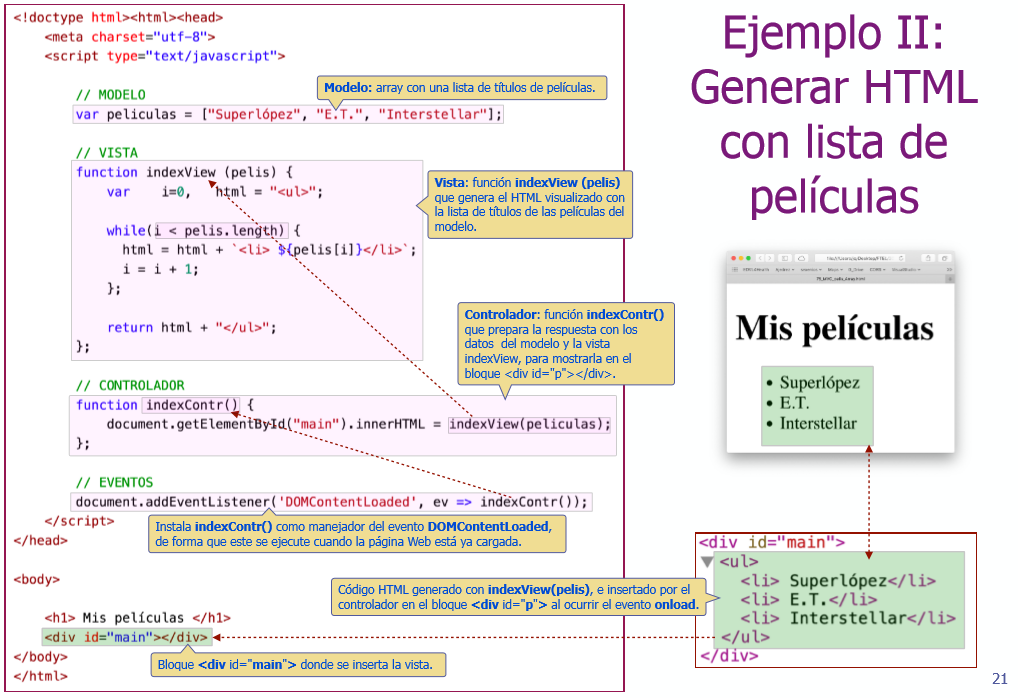 Ejemplo II:
Generar HTML
con lista de
películas
<!doctype html><html><head>
<meta charset="utf-8">
<script type="text/javascript">
// MODELO
Modelo: array con una lista de títulos de películas.
var peliculas = ["Superlópez", "E.T.", "Interstellar"];
// VISTA
function indexView (pelis) {
var i=0, html = "<ul>";
while(i < pelis.length) {
html = html + `<li> ${pelis[i]}</li>`;
i = i + 1;
};
return html + "</ul>";
};
Vista: función indexView (pelis)
que genera el HTML visualizado con
la lista de títulos de las películas del
modelo.
Controlador: función indexContr()
que prepara la respuesta con los
datos del modelo y la vista
indexView, para mostrarla en el
bloque <div id="p"></div>.
// CONTROLADOR
function indexContr() {
document.getElementById("main").innerHTML = indexView(peliculas);
};
// EVENTOS
document.addEventListener('DOMContentLoaded', ev => indexContr());
</script>
</head>
Instala indexContr() como manejador del evento DOMContentLoaded,
de forma que este se ejecute cuando la página Web está ya cargada.
<body>
Código HTML generado con indexView(pelis), e insertado por el
controlador en el bloque <div id="p"> al ocurrir el evento onload.
<h1> Mis películas </h1>
<div id="main"></div>
</body>
</html>
Bloque <div id="main"> donde se inserta la vista.
Mis películas
• Superlópez
• E.T.
• Interstellar
<div id="main">
<ul>
<li> Superlópez</li>
<li> E.T.</li>
<li> Interstellar</li>
</ul>
</div>
21